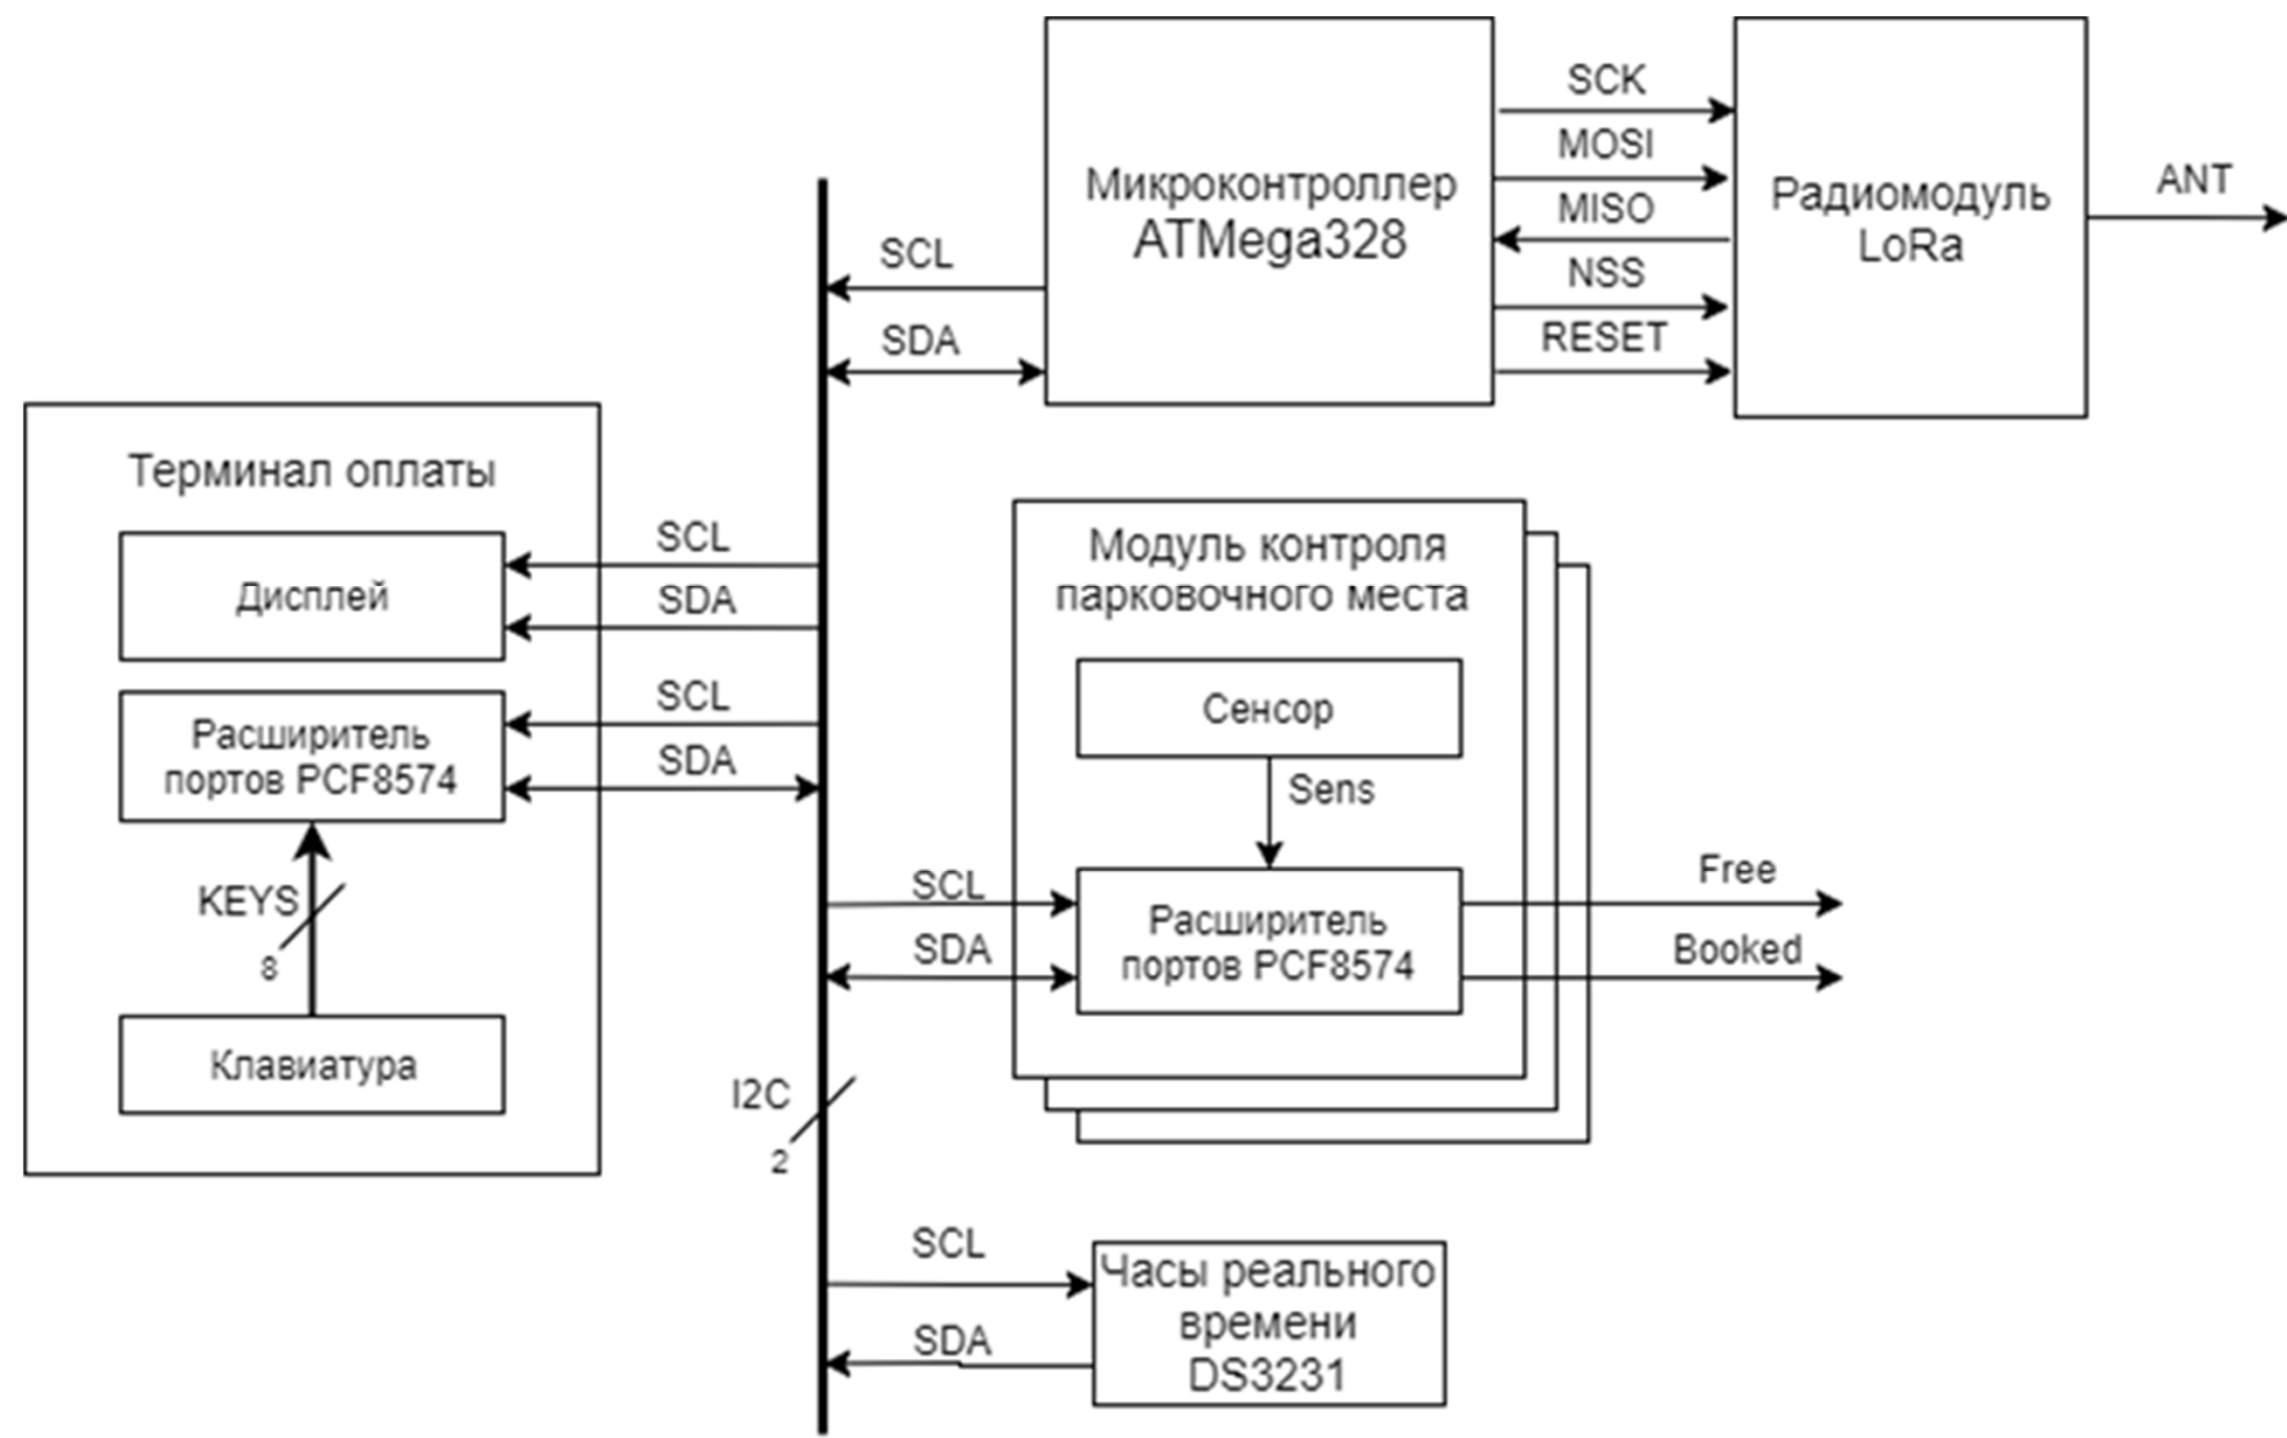 Микроконтроллер
ATMega328
SCK
MOSI
MISO
NSS
RESET
Радиомодуль
LoRa
ANT
SCL
SDA
Терминал оплаты
Дисплей
SCL
SDA
Расширитель
портов PCF8574
SCL
SDA
KEYS
8
Клавиатура
Модуль контроля
парковочного места
Сенсор
Sens
SCL
SDA
Расширитель
портов PCF8574
Free
Booked
I2C
2
SCL
SDA
Часы реального
времени
DS3231